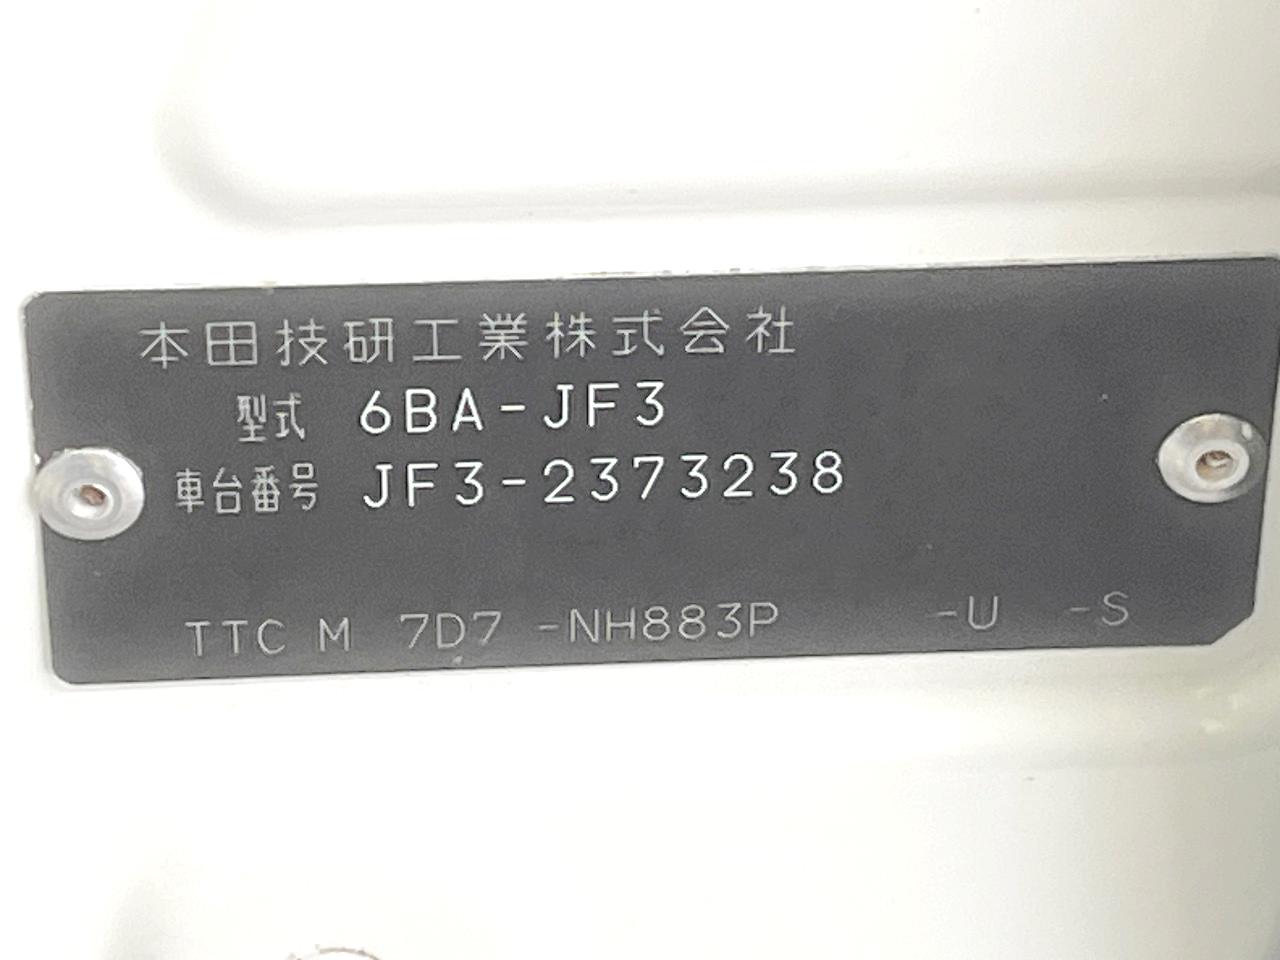 本田技研工業株式会社
型式 6BA-JF3
車台番号 JF3-2373238
TTC M 7D7 -NH883P -U -S